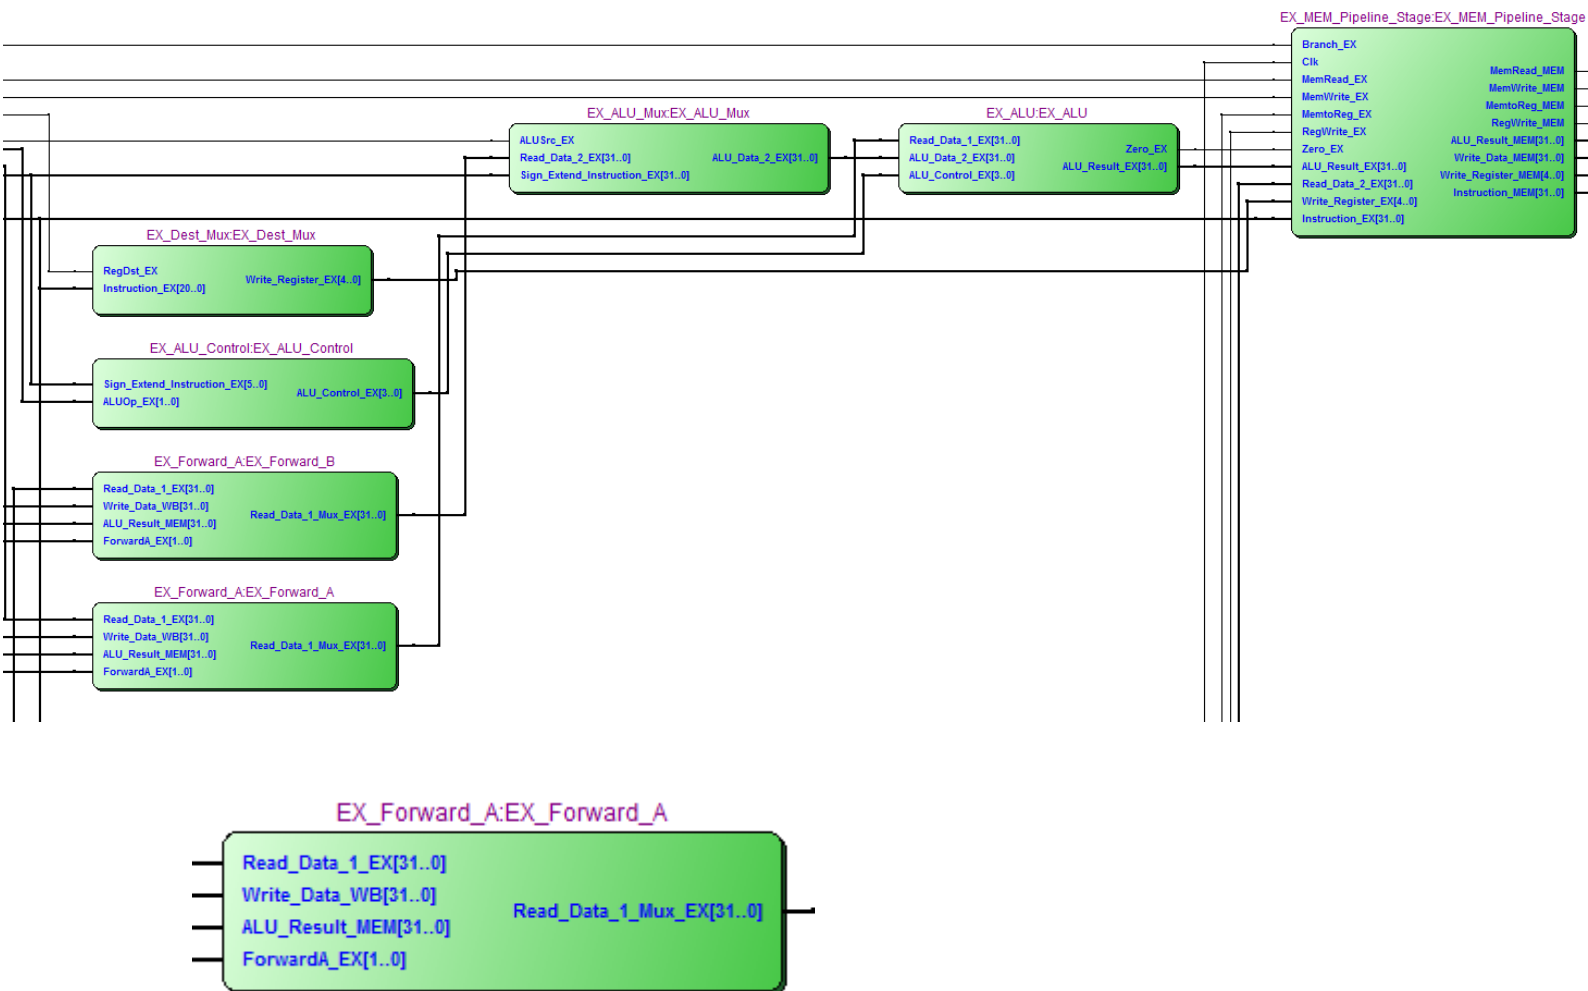 EX_MEM_Pipeline_Stage:EX_MEM_Pipeline_Stage
Branch_EX
Clk
MemRead_EX
MemWrite_EX
MemtoReg_EX
RegWrite_EX
Zero_EX
ALU_Result_EX[31..0]
Read_Data_2_EX[31..0]
Write_Register_EX[4..0]
Instruction_EX[31..0]
MemRead_MEM
MemWrite_MEM
MemtoReg_MEM
RegWrite_MEM
ALU_Result_MEM[31..0]
Write_Data_MEM[31..0]
Write_Register_MEM[4..0]
Instruction_MEM[31..0]
EX_ALU_Mux:EX_ALU_Mux
ALUSrc_EX
Read_Data_2_EX[31..0]
Sign_Extend_Instruction_EX[31..0]
ALU_Data_2_EX[31..0]
EX_ALU:EX_ALU
Read_Data_1_EX[31..0]
ALU_Data_2_EX[31..0]
ALU_Control_EX[3..0]
Zero_EX
ALU_Result_EX[31..0]
EX_Dest_Mux:EX_Dest_Mux
RegDst_EX
Instruction_EX[20..0]
Write_Register_EX[4..0]
EX_ALU_Control:EX_ALU_Control
Sign_Extend_Instruction_EX[5..0]
ALUOp_EX[1..0]
ALU_Control_EX[3..0]
EX_Forward_A:EX_Forward_B
Read_Data_1_EX[31..0]
Write_Data_WB[31..0]
ALU_Result_MEM[31..0]
ForwardA_EX[1..0]
Read_Data_1_Mux_EX[31..0]
EX_Forward_A:EX_Forward_A
Read_Data_1_EX[31..0]
Write_Data_WB[31..0]
ALU_Result_MEM[31..0]
ForwardA_EX[1..0]
Read_Data_1_Mux_EX[31..0]
EX_Forward_A:EX_Forward_A
Read_Data_1_EX[31..0]
Write_Data_WB[31..0]
ALU_Result_MEM[31..0]
ForwardA_EX[1..0]
Read_Data_1_Mux_EX[31..0]